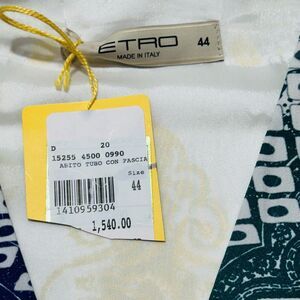 ETRO
44
MADE IN ITALY
D 20
15255 4500 0990
ABITO TUBO CON FASCIA
Size
44
1410959304
1,540.00